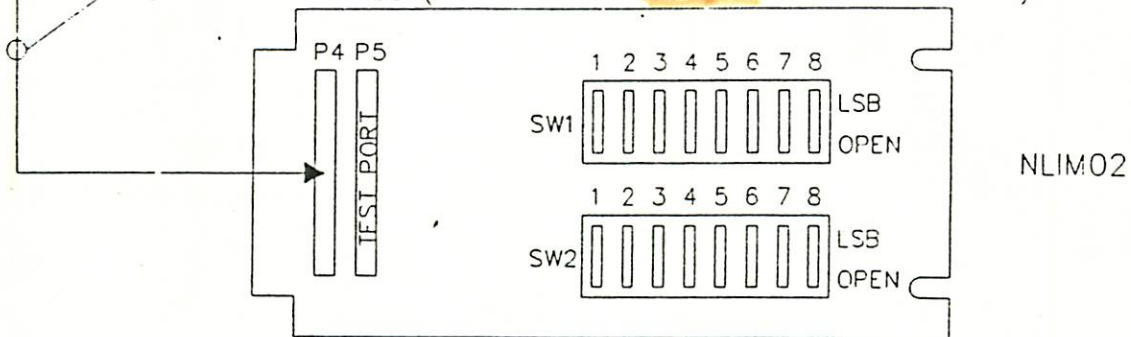 P4 P5
TEST PORT
1 2 3 4 5 6 7 8
SW1
LSB
OPEN
1 2 3 4 5 6 7 8
SW2
LSB
OPEN
NLIM02